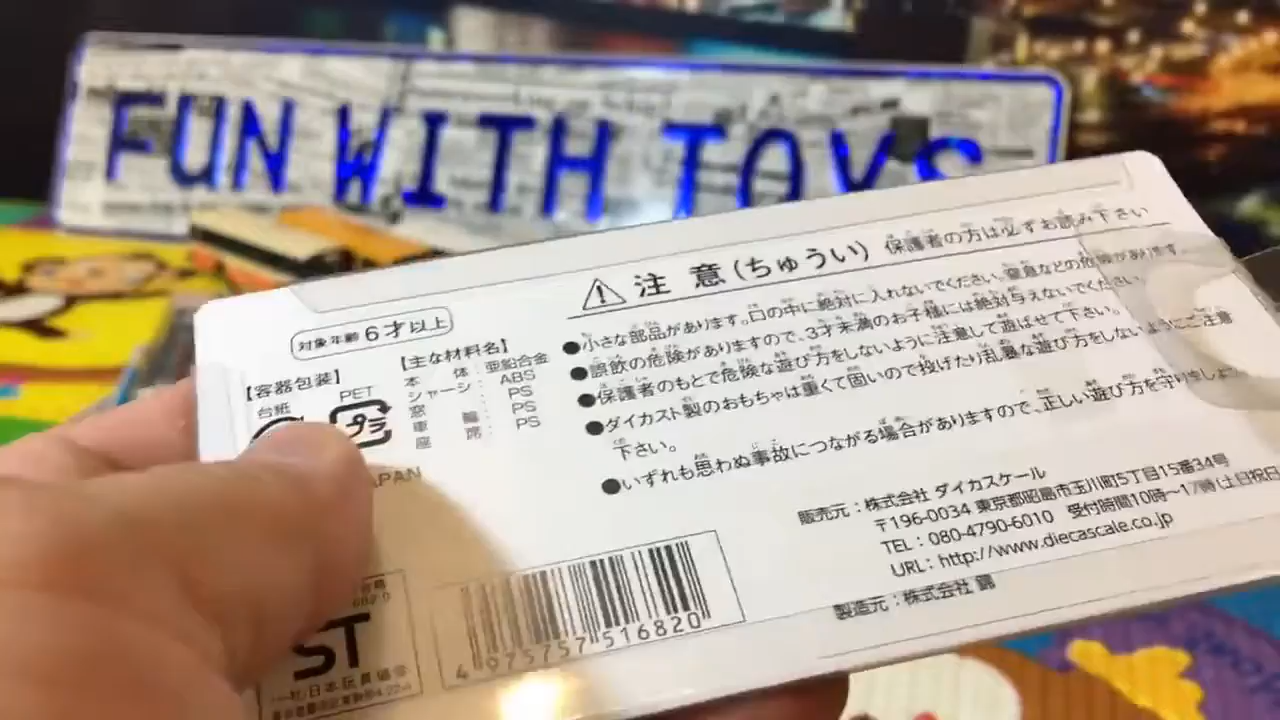 FUN WITH TOYS
対象年齢 6才以上
【容器包装】
台紙 PET
プラ
【主な材料名】
本 体:亜鉛合金
シャーシ:ABS
窓 :PS
車 輪:PS
座 席:PS
APAN
⚠注 意(ちゅうい) 保護者の方は必ずお読み下さい
●小さな部品があります。口の中に絶対に入れないでください。窒息などの危険があります。
●誤飲の危険がありますので、3才未満のお子様には絶対与えないでください。
●保護者のもとで危険な遊び方をしないように注意して遊ばせて下さい。
●ダイカスト製のおもちゃは重くて固いので投げたり乱暴な遊び方をしないようにご注意
下さい。
●いずれも思わぬ事故につながる場合がありますので、正しい遊び方を守りましょう
販売元:株式会社 ダイカスケール
〒196-0034 東京都昭島市玉川町5丁目15番34号
TEL:080-4790-6010 受付時間10時〜17時(土日祝日
URL:http://www.diecascale.co.jp
製造元:株式会社
ST
(一社)日本玩具協会
4 975757 516820